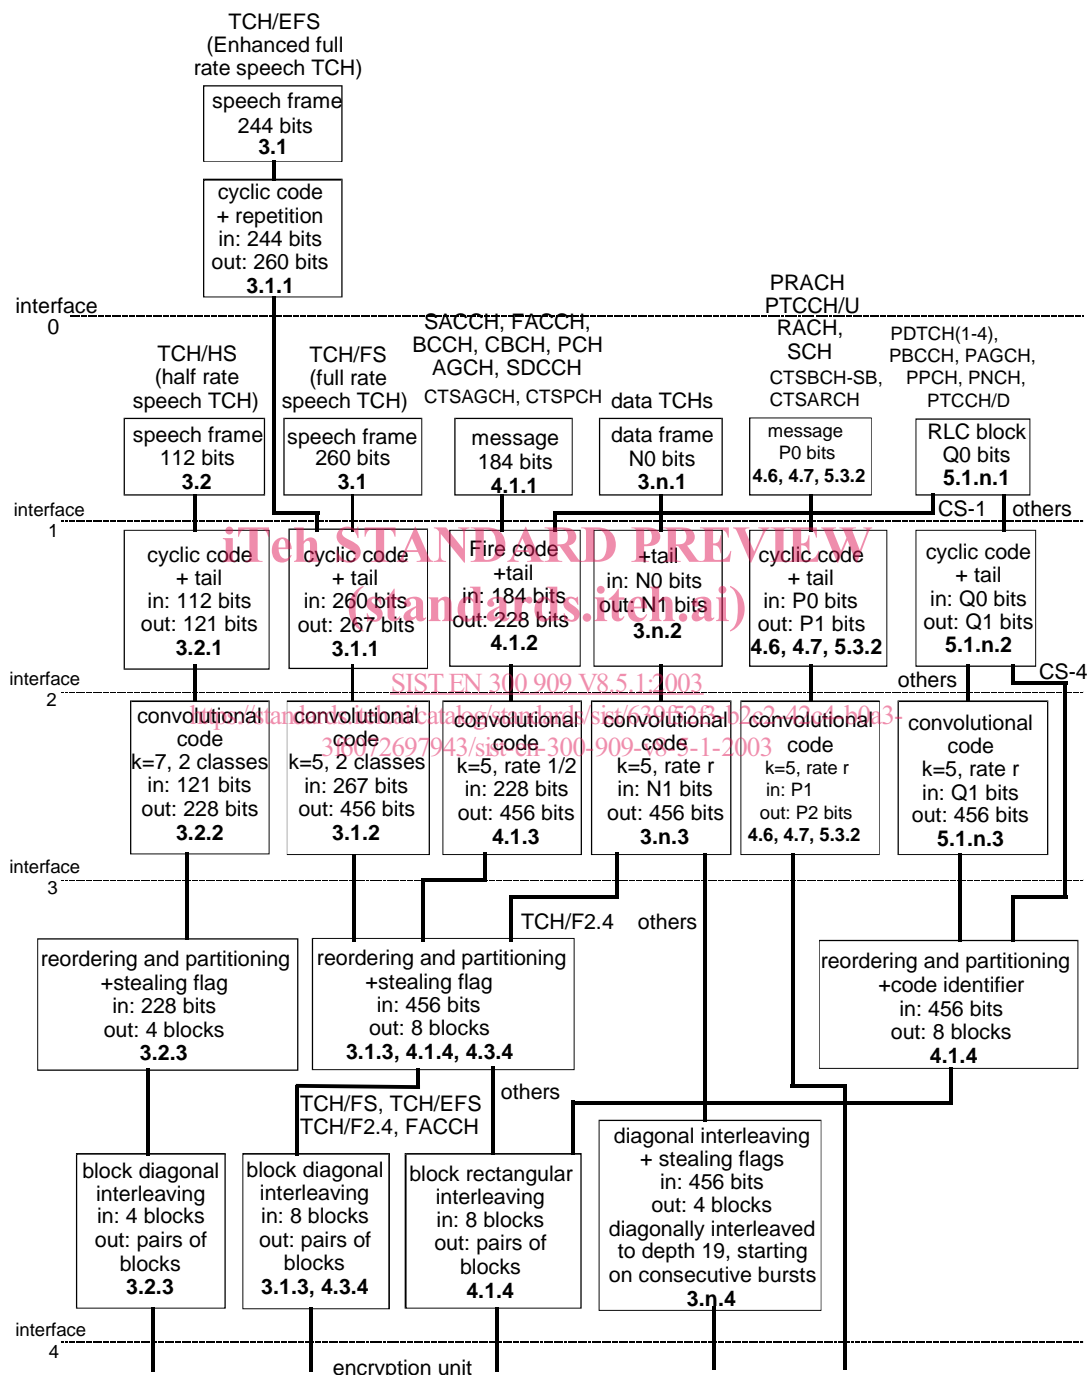 TCH/EFS
(Enhanced full
rate speech TCH)
speech frame
244 bits
3.1
cyclic code
+ repetition
in: 244 bits
out: 260 bits
3.1.1
interface
0
TCH/HS
(half rate
speech TCH)
speech frame
112 bits
3.2
TCH/FS
(full rate
speech TCH)
speech frame
260 bits
3.1
SACCH, FACCH,
BCCH, CBCH, PCH
AGCH, SDCCH
CTSAGCH, CTSPCH
message
184 bits
4.1.1
data TCHs
data frame
N0 bits
3.n.1
PRACH
PTCCH/U
RACH,
SCH
CTSBCH-SB,
CTSARCH
message
P0 bits
4.6, 4.7, 5.3.2
PDTCH(1-4),
PBCCH, PAGCH,
PPCH, PNCH,
PTCCH/D
RLC block
Q0 bits
5.1.n.1
interface
1
CS-1
others
iTeh STANDARD PREVIEW
(standards.iteh.ai)
cyclic code
+ tail
in: 112 bits
out: 121 bits
3.2.1
cyclic code
+ tail
in: 260 bits
out: 267 bits
3.1.1
Fire code
+tail
in: 184 bits
out: 228 bits
4.1.2
+tail
in: N0 bits
out: N1 bits
3.n.2
cyclic code
+ tail
in: P0 bits
out: P1 bits
4.6, 4.7, 5.3.2
cyclic code
+ tail
in: Q0 bits
out: Q1 bits
5.1.n.2
interface
2
others
CS-4
SIST EN 300 909 V8.5.1:2003
3f6072697943/sist-en-300-909-v8-5-1-2003
convolutional
code
k=7, 2 classes
in: 121 bits
out: 228 bits
3.2.2
convolutional
code
k=5, 2 classes
in: 267 bits
out: 456 bits
3.1.2
convolutional
code
k=5, rate 1/2
in: 228 bits
out: 456 bits
4.1.3
convolutional
code
k=5, rate r
in: N1 bits
out: 456 bits
3.n.3
convolutional
code
k=5, rate r
in: P1
out: P2 bits
4.6, 4.7, 5.3.2
convolutional
code
k=5, rate r
in: Q1 bits
out: 456 bits
5.1.n.3
interface
3
TCH/F2.4
others
reordering and partitioning
+stealing flag
in: 228 bits
out: 4 blocks
3.2.3
reordering and partitioning
+stealing flag
in: 456 bits
out: 8 blocks
3.1.3, 4.1.4, 4.3.4
reordering and partitioning
+code identifier
in: 456 bits
out: 8 blocks
4.1.4
TCH/FS, TCH/EFS
TCH/F2.4, FACCH
others
block diagonal
interleaving
in: 4 blocks
out: pairs of
blocks
3.2.3
block diagonal
interleaving
in: 8 blocks
out: pairs of
blocks
3.1.3, 4.3.4
block rectangular
interleaving
in: 8 blocks
out: pairs of
blocks
4.1.4
diagonal interleaving
+ stealing flags
in: 456 bits
out: 4 blocks
diagonally interleaved
to depth 19, starting
on consecutive bursts
3.n.4
interface
4
encryption unit